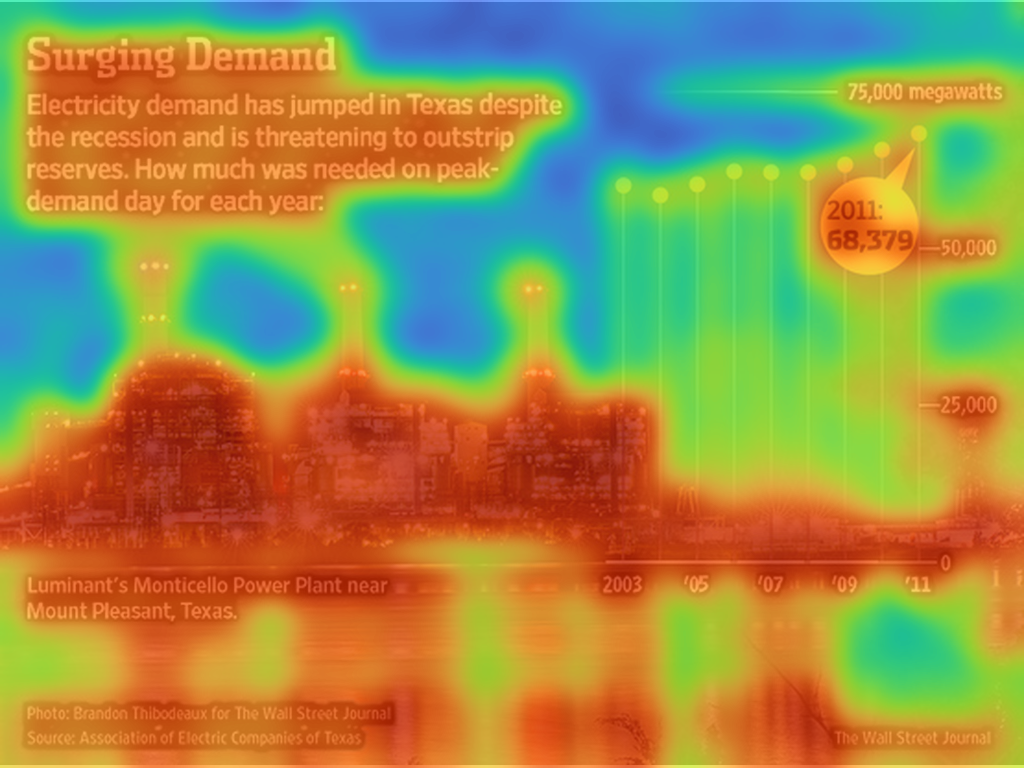 Surging Demand
Electricity demand has jumped in Texas despite
the recession and is threatening to outstrip
reserves. How much was needed on peak-
demand day for each year:
75,000 megawatts
2011:
68,379
50,000
25,000
0
2003 '05 '07 '09 '11
Luminant's Monticello Power Plant near
Mount Pleasant, Texas.
Photo: Brandon Thibodeaux for The Wall Street Journal
Source: Association of Electric Companies of Texas
The Wall Street Journal